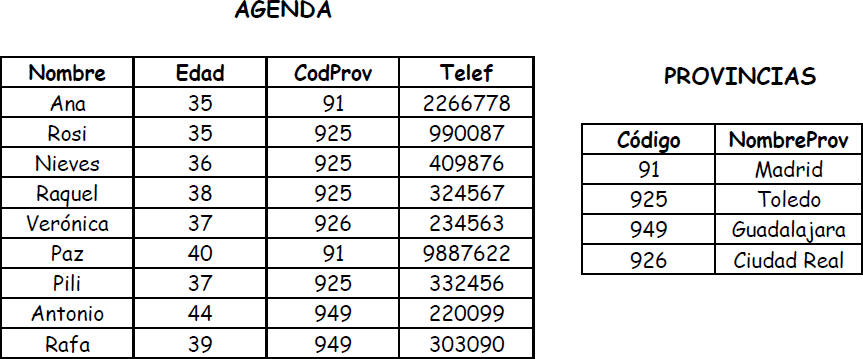 AGENDA
Nombre Edad CodProv Telef
Ana 35 91 2266778
Rosi 35 925 990087
Nieves 36 925 409876
Raquel 38 925 324567
Verónica 37 926 234563
Paz 40 91 9887622
Pili 37 925 332456
Antonio 44 949 220099
Rafa 39 949 303090
PROVINCIAS
Código NombreProv
91 Madrid
925 Toledo
949 Guadalajara
926 Ciudad Real